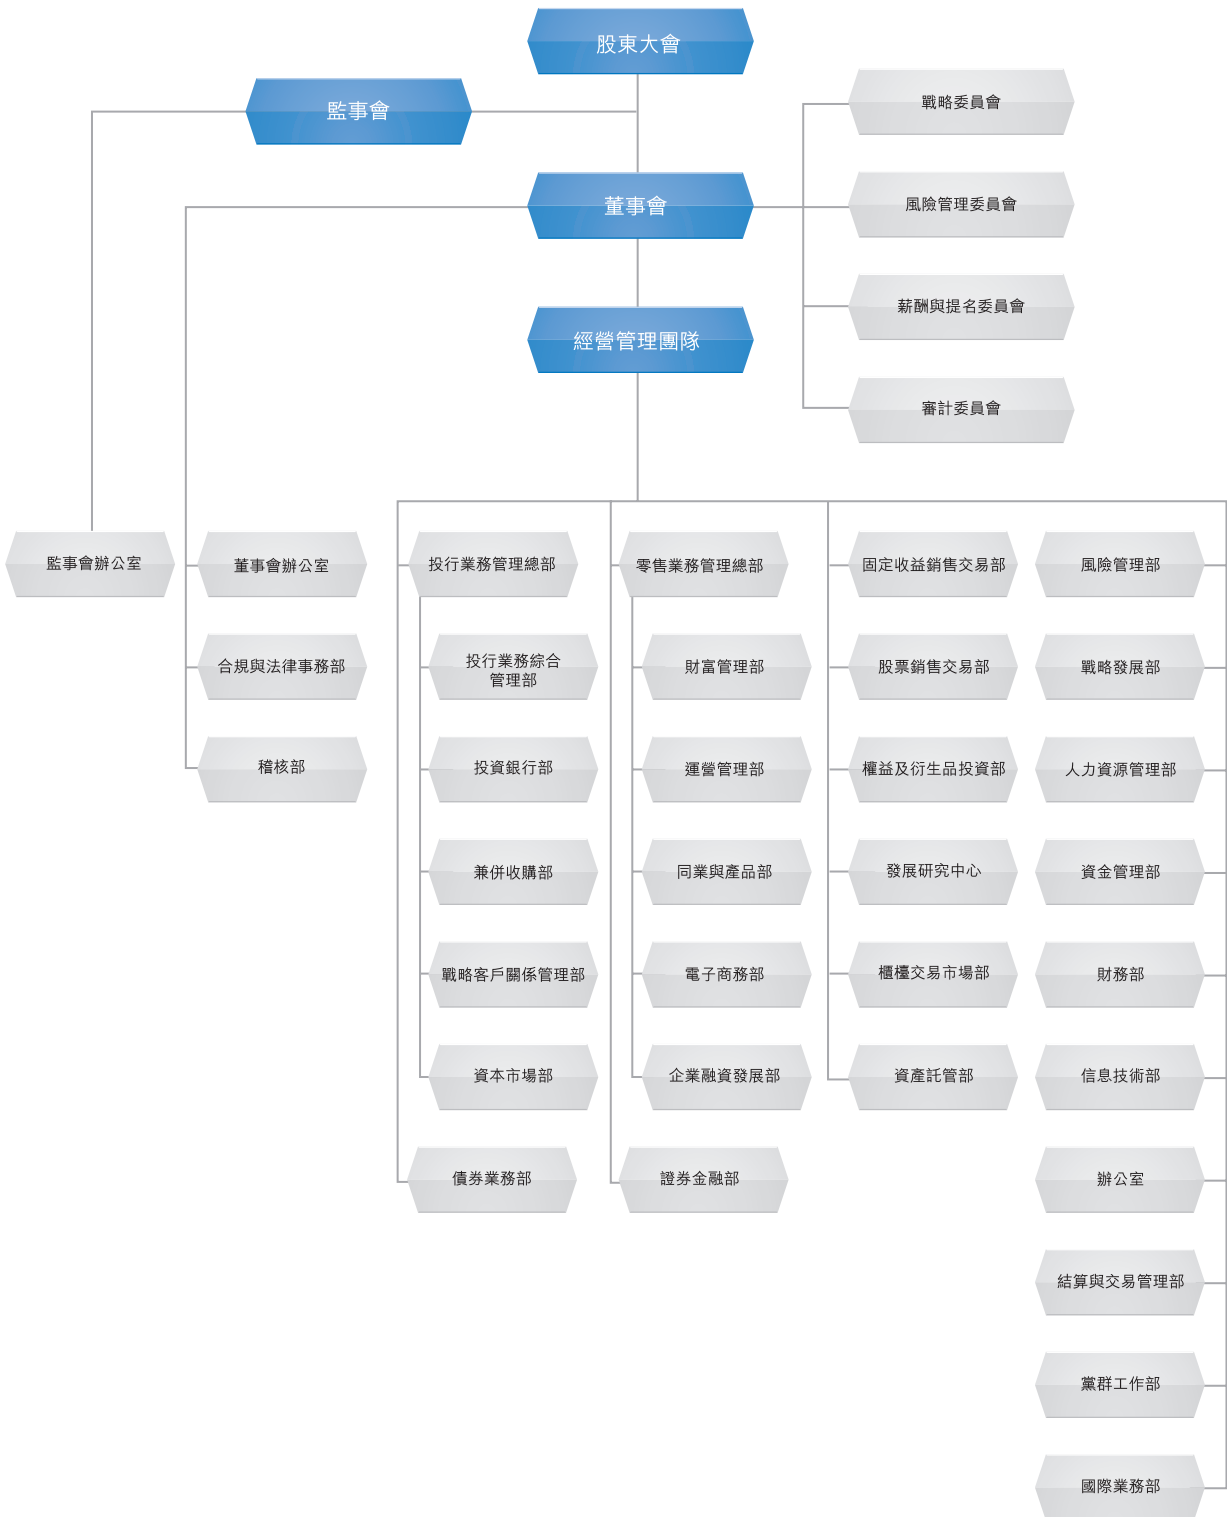 股東大會
監事會
戰略委員會
董事會
風險管理委員會
薪酬與提名委員會
經營管理團隊
審計委員會
監事會辦公室
董事會辦公室
投行業務管理總部
零售業務管理總部
固定收益銷售交易部
風險管理部
合規與法律事務部
投行業務綜合
管理部
財富管理部
股票銷售交易部
戰略發展部
稽核部
投資銀行部
運營管理部
權益及衍生品投資部
人力資源管理部
兼併收購部
同業與產品部
發展研究中心
資金管理部
戰略客戶關係管理部
電子商務部
櫃檯交易市場部
財務部
資本市場部
企業融資發展部
資產託管部
信息技術部
債券業務部
證券金融部
辦公室
結算與交易管理部
黨群工作部
國際業務部